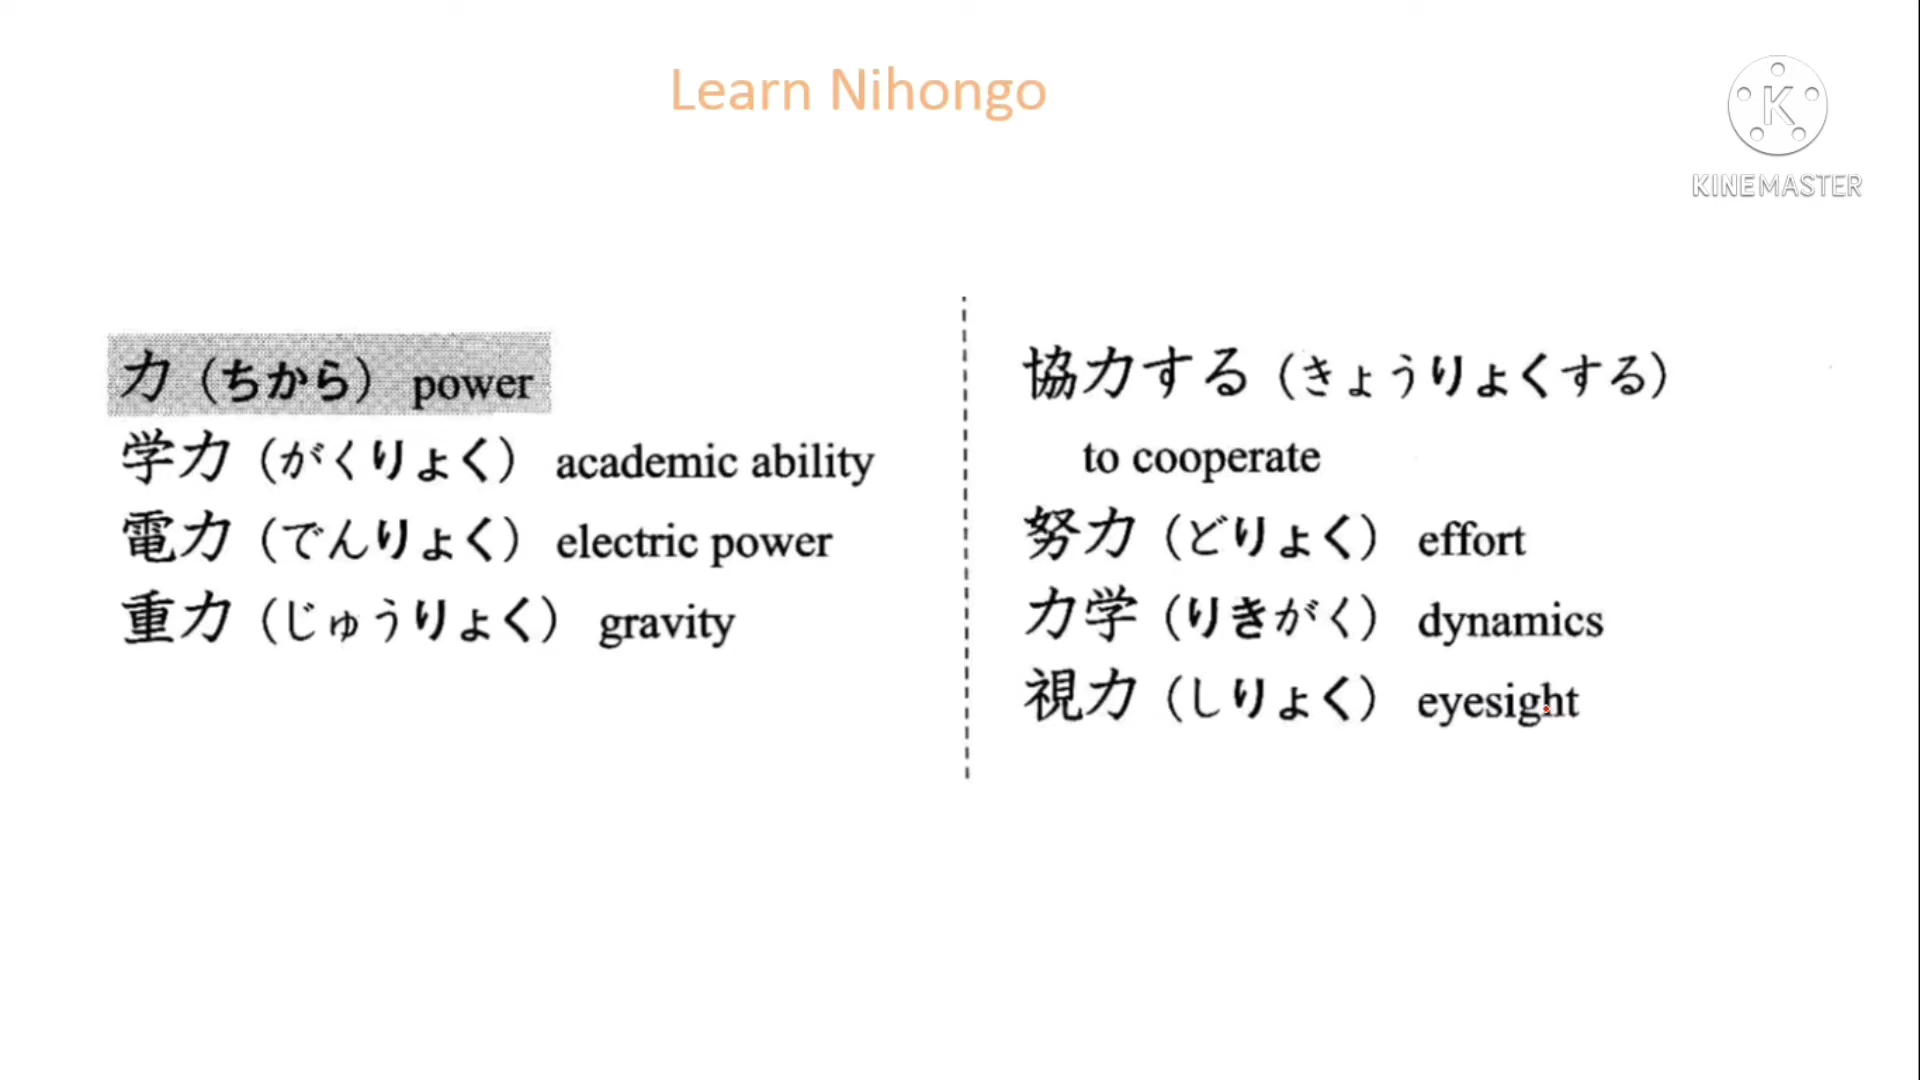 Learn Nihongo
K
KINEMASTER
力（ちから） power
学力（がくりょく） academic ability
電力（でんりょく） electric power
重力（じゅうりょく） gravity
協力する（きょうりょくする）
to cooperate
努力（どりょく） effort
力学（りきがく） dynamics
視力（しりょく） eyesight